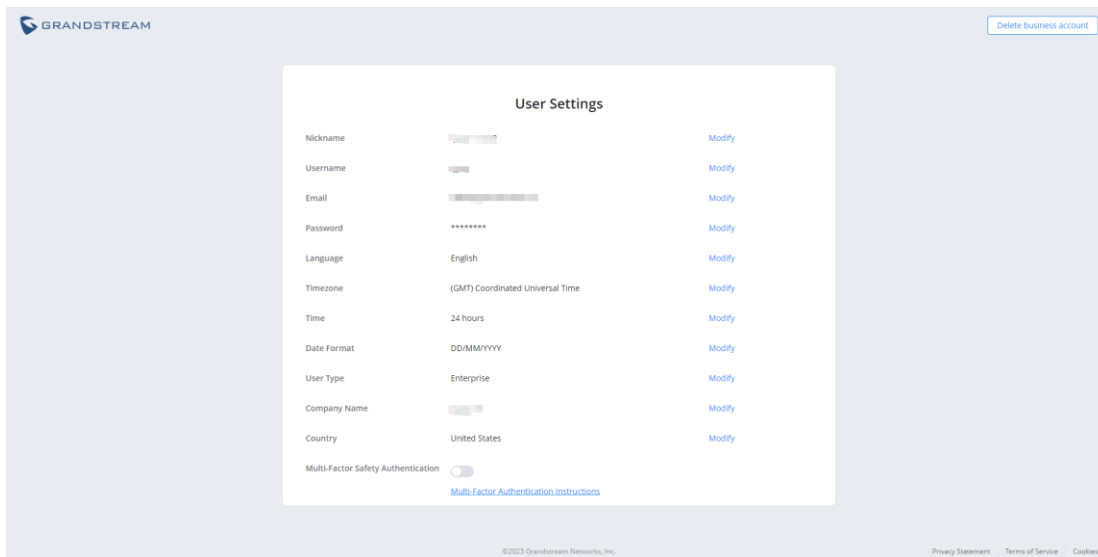 GRANDSTREAM
Delete business account
User Settings
Nickname Modify
Username Modify
Email Modify
Password ******** Modify
Language English Modify
Timezone (GMT) Coordinated Universal Time Modify
Time 24 hours Modify
Date Format DD/MM/YYYY Modify
User Type Enterprise Modify
Company Name Modify
Country United States Modify
Multi-Factor Safety Authentication
Multi-Factor Authentication Instructions
©2023 Grandstream Networks, Inc. Privacy Statement Terms of Service Cookies